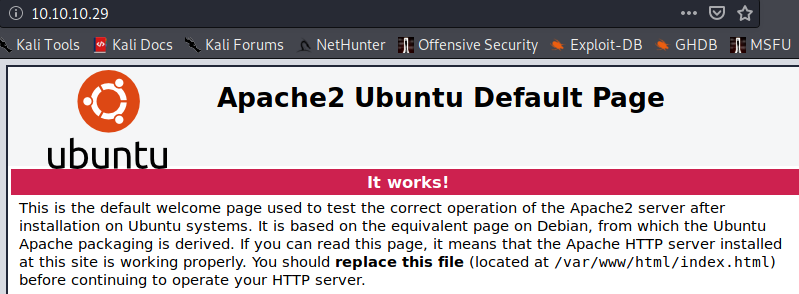 10.10.10.29
Kali Tools Kali Docs Kali Forums NetHunter Offensive Security Exploit-DB GHDB MSFU
ubuntu
Apache2 Ubuntu Default Page
It works!
This is the default welcome page used to test the correct operation of the Apache2 server after
installation on Ubuntu systems. It is based on the equivalent page on Debian, from which the Ubuntu
Apache packaging is derived. If you can read this page, it means that the Apache HTTP server installed
at this site is working properly. You should replace this file (located at /var/www/html/index.html)
before continuing to operate your HTTP server.